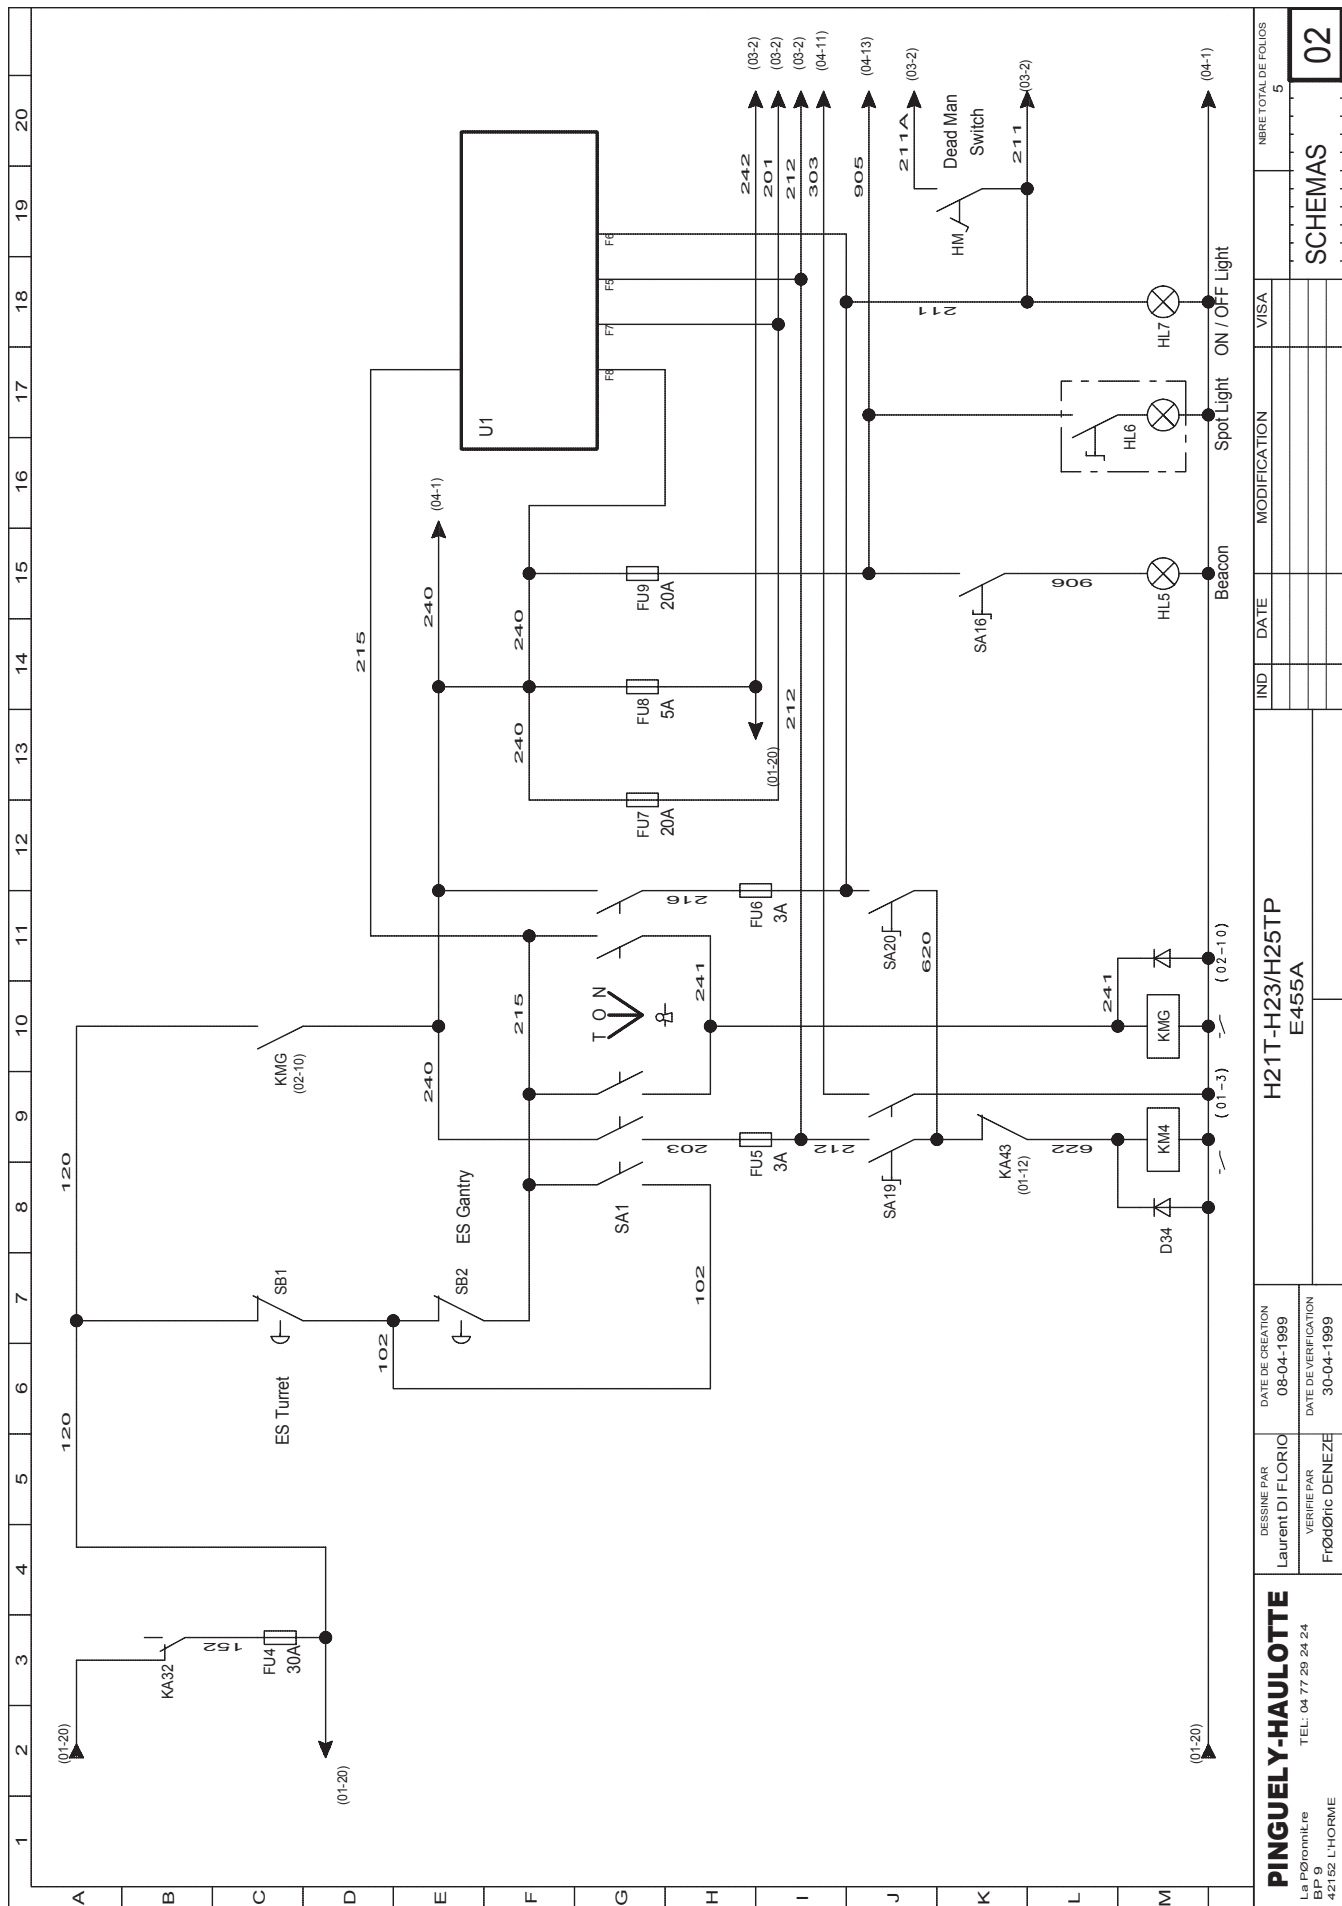 1 2 3 4 5 6 7 8 9 10 11 12 13 14 15 16 17 18 19 20
A
B
C
D
E
F
G
H
I
J
K
L
M
(01-20)
KA32
152
FU4
30A
(01-20)
120
120
ES Turret
SB1
102
SB2
ES Gantry
102
KMG
(02-10)
240
215
240
(04-1)
215
T O N
SA1
203
241
216
FU5
3A
FU6
3A
240
240
FU7
20A
FU8
5A
FU9
20A
(01-20)
212
U1
F8
F7
F5
F6
242
(03-2)
201
(03-2)
212
(03-2)
303
(04-11)
905
(04-13)
211A
(03-2)
HM
Dead Man
Switch
211
(03-2)
211
212
SA19
SA20
620
KA43
(01-12)
622
D34
KM4
(01-3)
KMG
241
(02-10)
SA16
906
HL5
Beacon
HL6
Spot Light
HL7
ON / OFF Light
(01-20)
(04-1)
PINGUELY-HAULOTTE
La PØronniŁre
BP 9
42152 L'HORME
TEL: 04 77 29 24 24
DESSINE PAR
Laurent DI FLORIO
VERIFIE PAR
FrØdØric DENEZE
DATE DE CREATION
08-04-1999
DATE DE VERIFICATION
30-04-1999
H21T-H23/H25TP
E455A
IND DATE MODIFICATION VISA
SCHEMAS
NBRE TOTAL DE FOLIOS
5
02